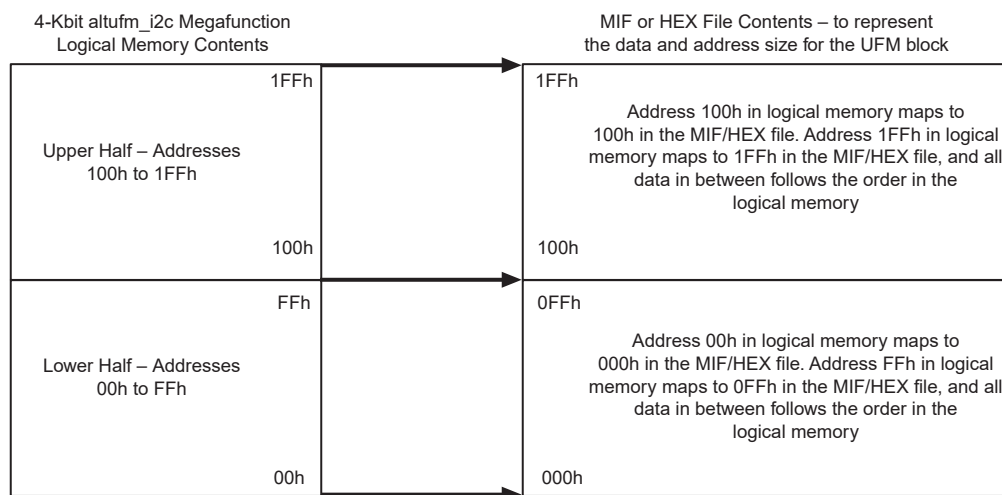 4-Kbit altufm_i2c Megafunction
Logical Memory Contents
MIF or HEX File Contents – to represent
the data and address size for the UFM block
1FFh
Upper Half – Addresses
100h to 1FFh
100h
1FFh
Address 100h in logical memory maps to
100h in the MIF/HEX file. Address 1FFh in logical
memory maps to 1FFh in the MIF/HEX file, and all
data in between follows the order in the
logical memory
100h
FFh
Lower Half – Addresses
00h to FFh
00h
0FFh
Address 00h in logical memory maps to
000h in the MIF/HEX file. Address FFh in logical
memory maps to 0FFh in the MIF/HEX file, and all
data in between follows the order in the
logical memory
000h